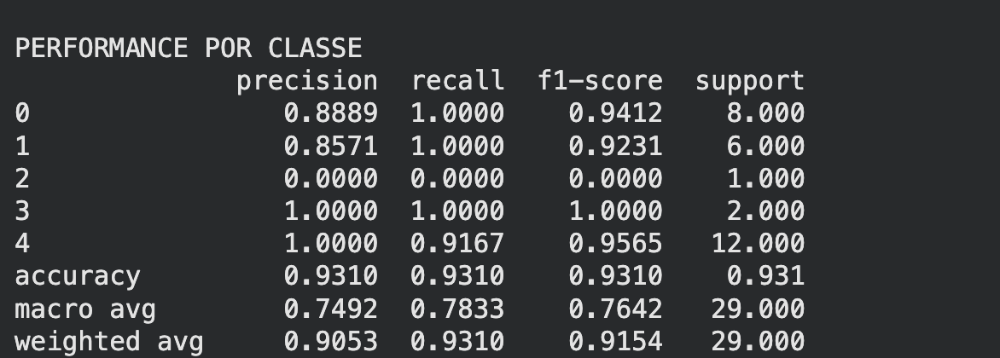 PERFORMANCE POR CLASSE
precision recall f1-score support
0 0.8889 1.0000 0.9412 8.000
1 0.8571 1.0000 0.9231 6.000
2 0.0000 0.0000 0.0000 1.000
3 1.0000 1.0000 1.0000 2.000
4 1.0000 0.9167 0.9565 12.000
accuracy 0.9310 0.9310 0.9310 0.931
macro avg 0.7492 0.7833 0.7642 29.000
weighted avg 0.9053 0.9310 0.9154 29.000